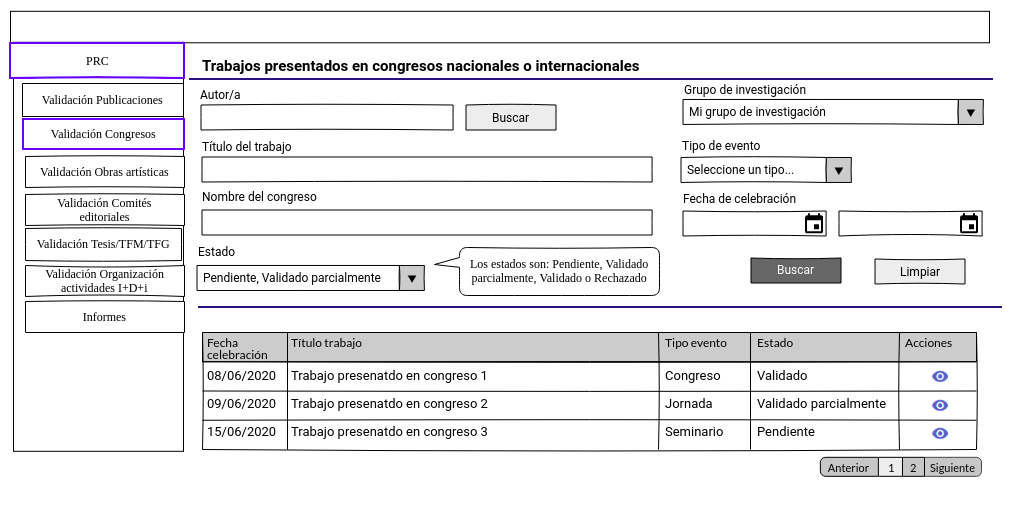 PRC
Validación Publicaciones
Validación Congresos
Validación Obras artísticas
Validación Comités
editoriales
Validación Tesis/TFM/TFG
Validación Organización
actividades I+D+i
Informes
Trabajos presentados en congresos nacionales o internacionales
Autor/a
Buscar
Grupo de investigación
Mi grupo de investigación
Título del trabajo
Tipo de evento
Seleccione un tipo...
Nombre del congreso
Fecha de celebración
Estado
Pendiente, Validado parcialmente
Los estados son: Pendiente, Validado
parcialmente, Validado o Rechazado
Buscar
Limpiar
Fecha
celebración
Título trabajo
Tipo evento
Estado
Acciones
08/06/2020
Trabajo presenatdo en congreso 1
Congreso
Validado
09/06/2020
Trabajo presenatdo en congreso 2
Jornada
Validado parcialmente
15/06/2020
Trabajo presenatdo en congreso 3
Seminario
Pendiente
Anterior
1
2
Siguiente